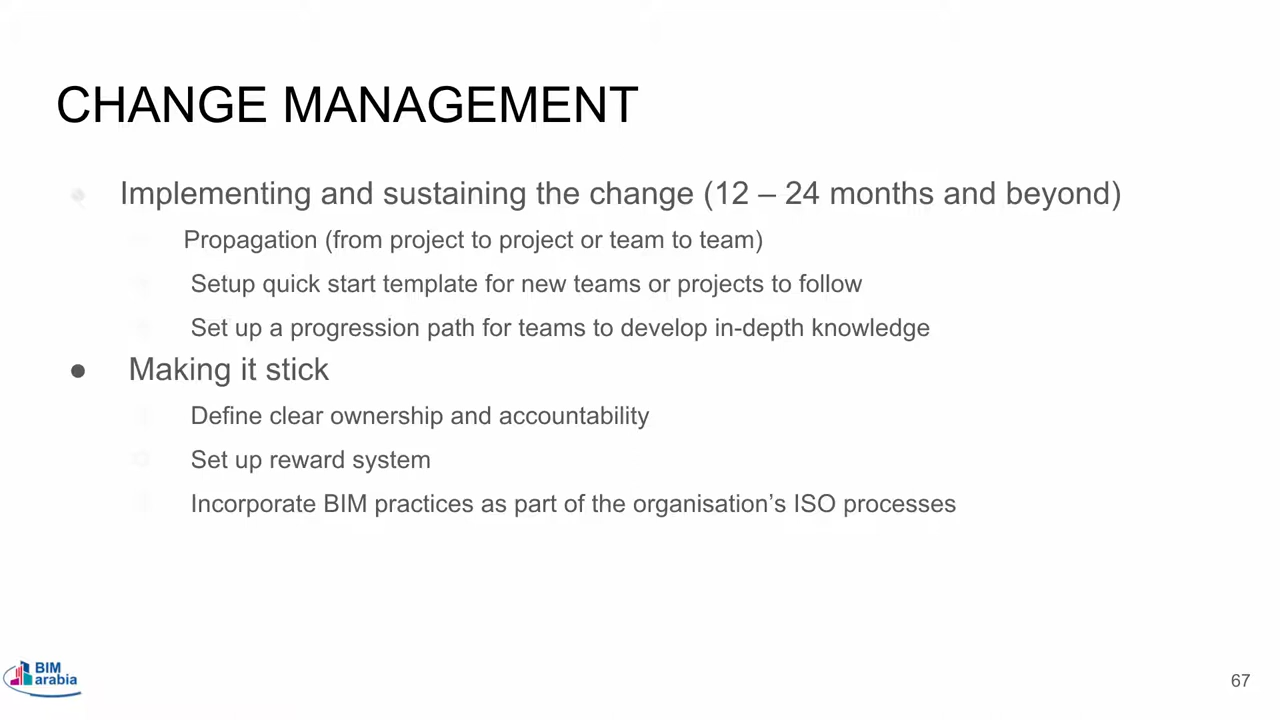 CHANGE MANAGEMENT
Implementing and sustaining the change (12 – 24 months and beyond)
Propagation (from project to project or team to team)
Setup quick start template for new teams or projects to follow
Set up a progression path for teams to develop in-depth knowledge
● Making it stick
Define clear ownership and accountability
Set up reward system
Incorporate BIM practices as part of the organisation’s ISO processes
BIM
arabia
67